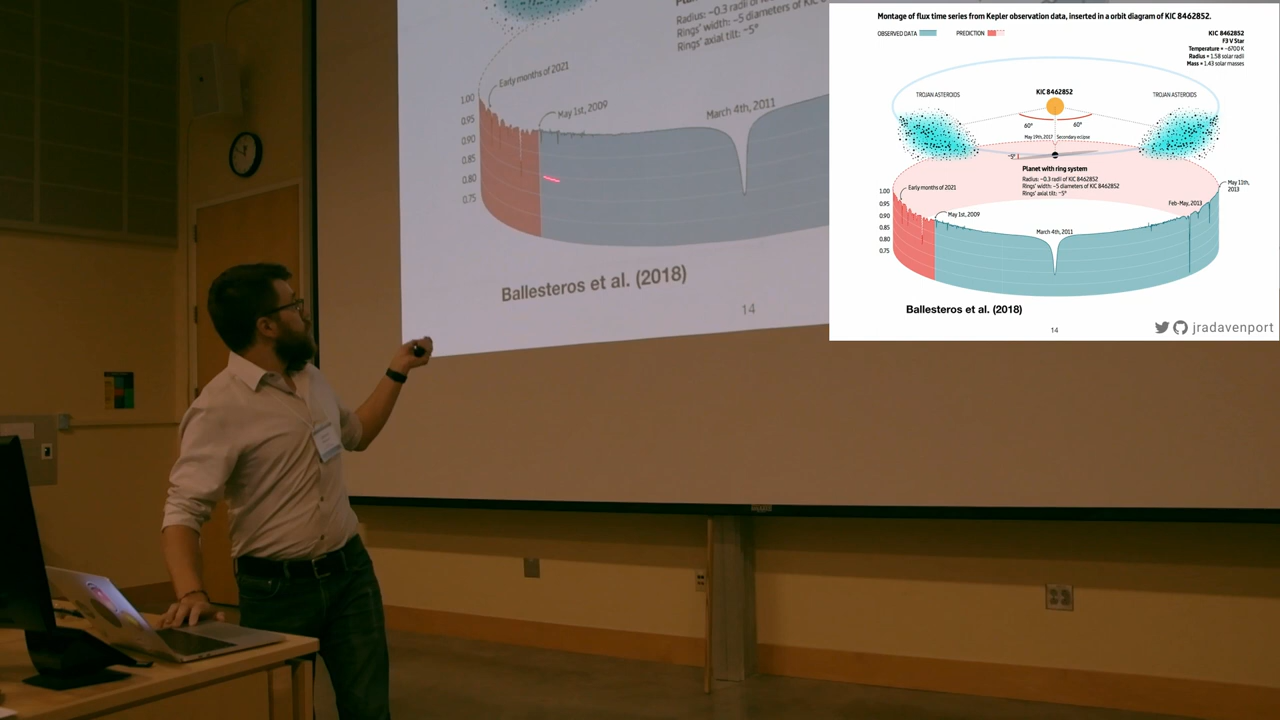 Radius: ~0.3 radii of KIC
Rings' width: ~5 diameters of KIC
Rings' axial tilt: ~5°
Early months of 2021
May 1st, 2009
March 4th, 2011
1.00
0.95
0.90
0.85
0.80
0.75
Ballesteros et al. (2018)
14
Montage of flux time series from Kepler observation data, inserted in a orbit diagram of KIC 8462852.
OBSERVED DATA
PREDICTION
KIC 8462852
F3 V Star
Temperature = ~6700 K
Radius = 1.58 solar radii
Mass = 1.43 solar masses
TROJAN ASTEROIDS
KIC 8462852
TROJAN ASTEROIDS
60°
60°
May 19th, 2017
Secondary eclipse
~5°
Planet with ring system
Radius: ~0.3 radii of KIC 8462852
Rings' width: ~5 diameters of KIC 8462852
Rings' axial tilt: ~5°
Early months of 2021
May 1st, 2009
March 4th, 2011
Feb-May, 2013
May 11th,
2013
1.00
0.95
0.90
0.85
0.80
0.75
Ballesteros et al. (2018)
14
jradavenport